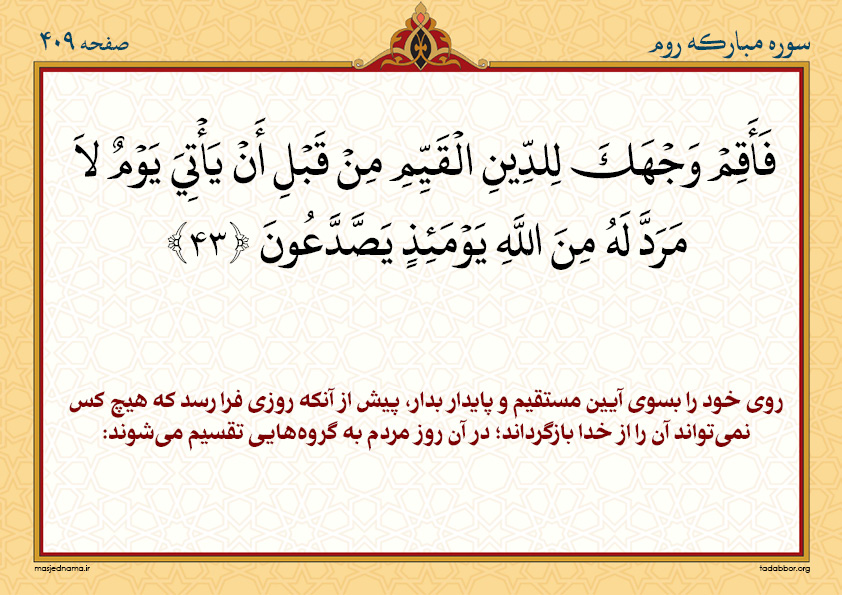 سوره مبارکه روم
صفحه ۴۰۹
فَأَقِمْ وَجْهَكَ لِلدِّينِ الْقَيِّمِ مِنْ قَبْلِ أَنْ يَأْتِيَ يَوْمٌ لاَ
مَرَدَّ لَهُ مِنَ اللَّهِ يَوْمَئِذٍ يَصَّدَّعُونَ ﴿۴۳﴾
روی خود را بسوی آیین مستقیم و پایدار بدار، پیش از آنکه روزی فرا رسد که هیچ کس
نمی‌تواند آن را از خدا بازگرداند؛ در آن روز مردم به گروه‌هایی تقسیم می‌شوند:
masjednama.ir
tadabbor.org